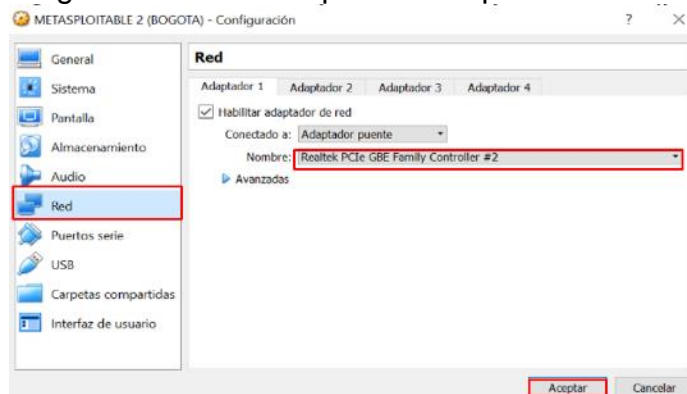 METASPLOITABLE 2 (BOGOTA) - Configuración ? ×
General
Sistema
Pantalla
Almacenamiento
Audio
Red
Puertos serie
USB
Carpetas compartidas
Interfaz de usuario
Red
Adaptador 1 Adaptador 2 Adaptador 3 Adaptador 4
Habilitar adaptador de red
Conectado a: Adaptador puente
Nombre: Realtek PCIe GBE Family Controller #2
Avanzadas
Aceptar Cancelar